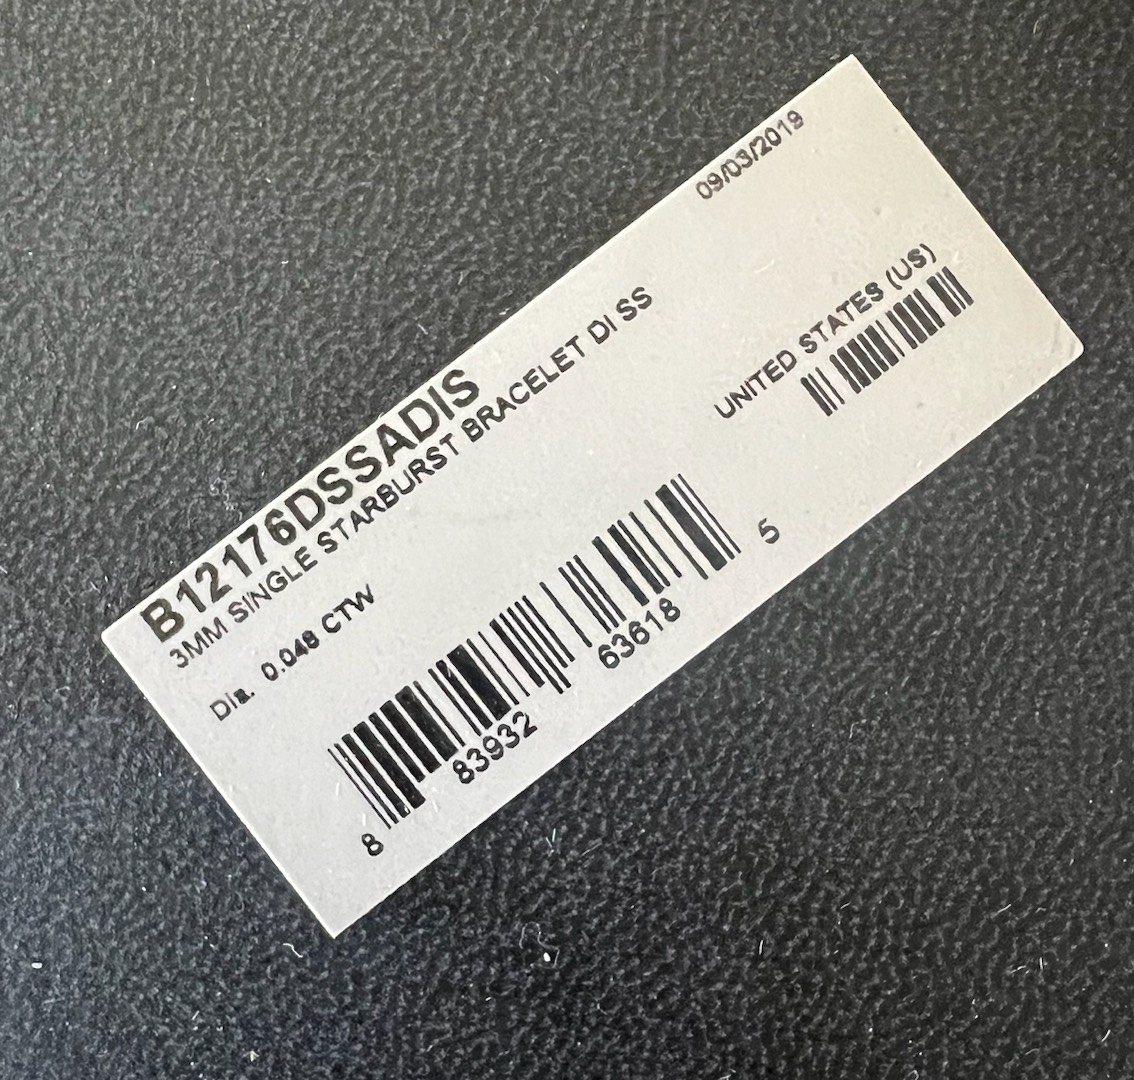 09/03/2019
B12176DSSADIS
3MM SINGLE STARBURST BRACELET DI SS
Dia. 0.048 CTW
UNITED STATES (US)
8 83932 63618 5